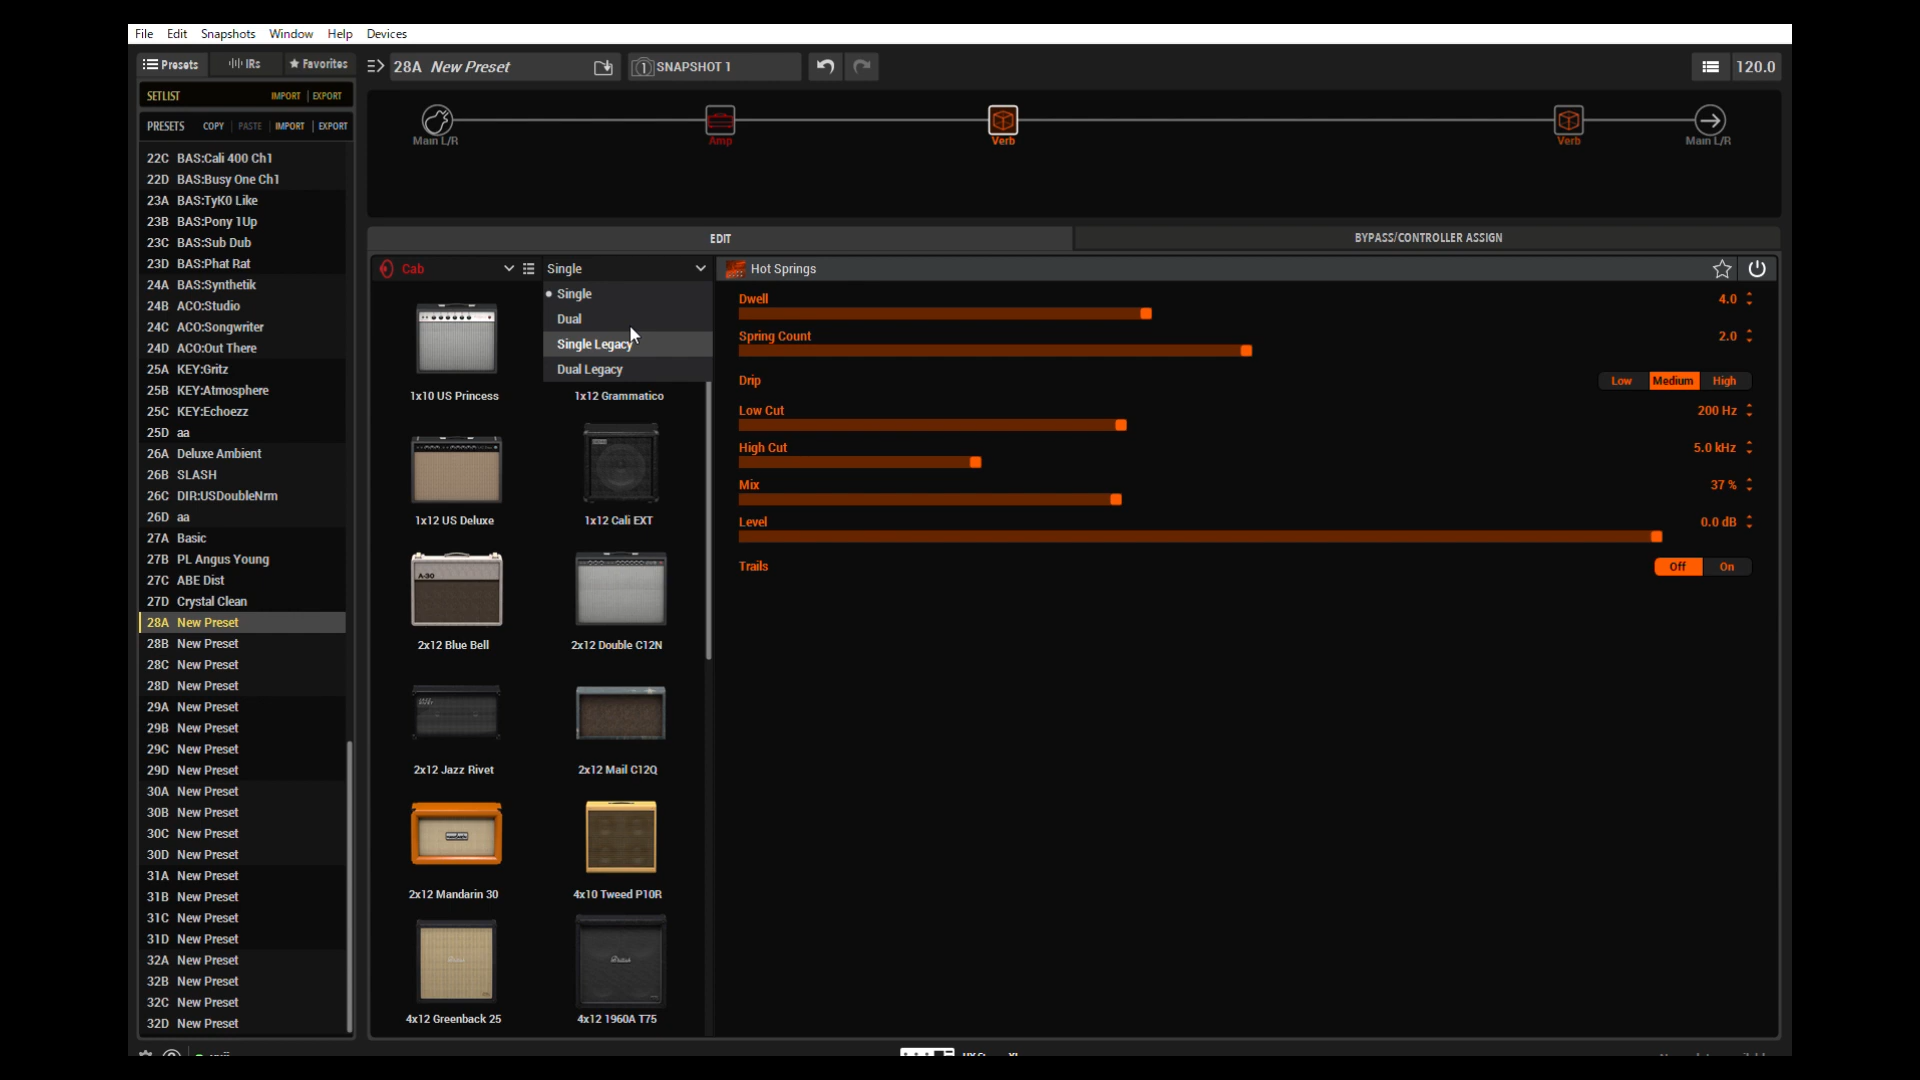 File Edit Snapshots Window Help Devices
Presets IRs Favorites 28A New Preset 1 SNAPSHOT 1 120.0
SETLIST IMPORT EXPORT
PRESETS COPY PASTE IMPORT EXPORT
22C BAS:Cali 400 Ch1
22D BAS:Busy One Ch1
23A BAS:TyK0 Like
23B BAS:Pony 1Up
23C BAS:Sub Dub
23D BAS:Phat Rat
24A BAS:Synthetik
24B ACO:Studio
24C ACO:Songwriter
24D ACO:Out There
25A KEY:Gritz
25B KEY:Atmosphere
25C KEY:Echoezz
25D aa
26A Deluxe Ambient
26B SLASH
26C DIR:USDoubleNrm
26D aa
27A Basic
27B PL Angus Young
27C ABE Dist
27D Crystal Clean
28A New Preset
28B New Preset
28C New Preset
28D New Preset
29A New Preset
29B New Preset
29C New Preset
29D New Preset
30A New Preset
30B New Preset
30C New Preset
30D New Preset
31A New Preset
31B New Preset
31C New Preset
31D New Preset
32A New Preset
32B New Preset
32C New Preset
32D New Preset
Main L/R Amp Verb Verb Main L/R
EDIT BYPASS/CONTROLLER ASSIGN
Cab Single
Single
Dual
Single Legacy
Dual Legacy
1x10 US Princess 1x12 Grammatico
1x12 US Deluxe 1x12 Cali EXT
A-30
2x12 Blue Bell 2x12 Double C12N
2x12 Jazz Rivet 2x12 Mail C12Q
2x12 Mandarin 30 4x10 Tweed P10R
4x12 Greenback 25 4x12 1960A T75
Hot Springs
Dwell 4.0
Spring Count 2.0
Drip Low Medium High
Low Cut 200 Hz
High Cut 5.0 kHz
Mix 37 %
Level 0.0 dB
Trails Off On